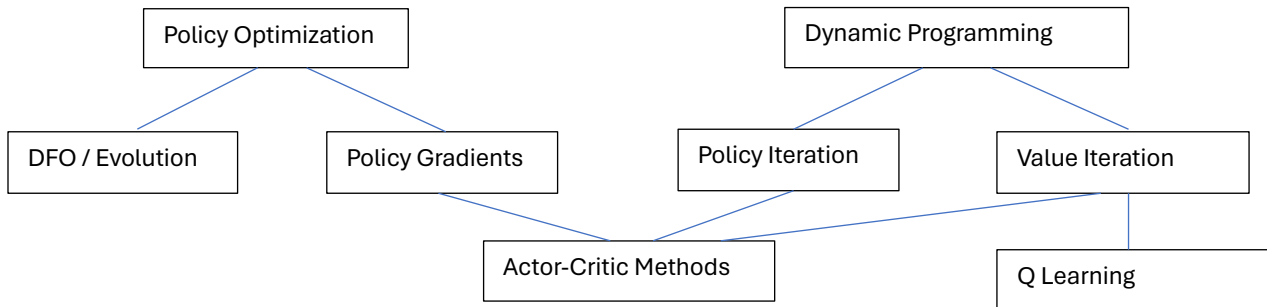 Policy Optimization
Dynamic Programming
DFO / Evolution
Policy Gradients
Policy Iteration
Value Iteration
Actor-Critic Methods
Q Learning